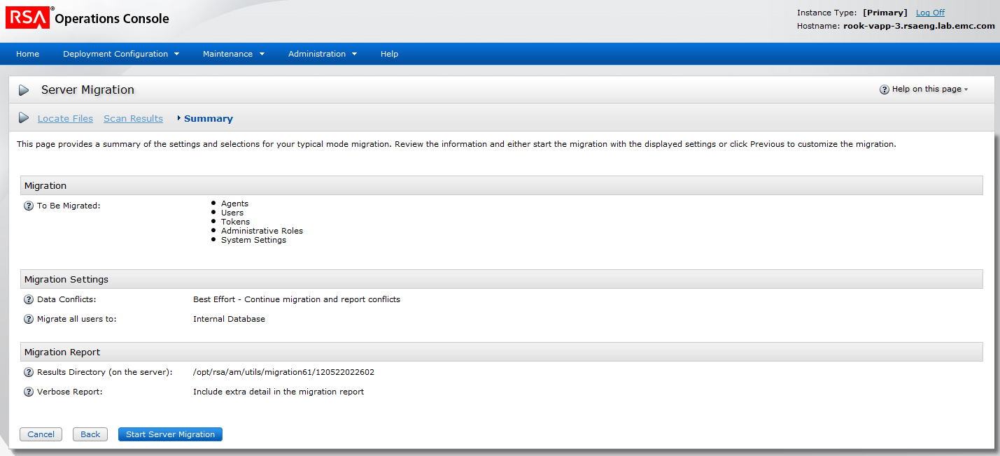 RSA® Operations Console
Instance Type: [Primary] Log Off
Hostname: rook-vapp-3.rsaeng.lab.emc.com
Home Deployment Configuration Maintenance Administration Help
Server Migration
Help on this page
Locate Files Scan Results Summary
This page provides a summary of the settings and selections for your typical mode migration. Review the information and either start the migration with the displayed settings or click Previous to customize the migration.
Migration
To Be Migrated:
• Agents
• Users
• Tokens
• Administrative Roles
• System Settings
Migration Settings
Data Conflicts: Best Effort - Continue migration and report conflicts
Migrate all users to: Internal Database
Migration Report
Results Directory (on the server): /opt/rsa/am/utils/migration61/120522022602
Verbose Report: Include extra detail in the migration report
Cancel Back Start Server Migration